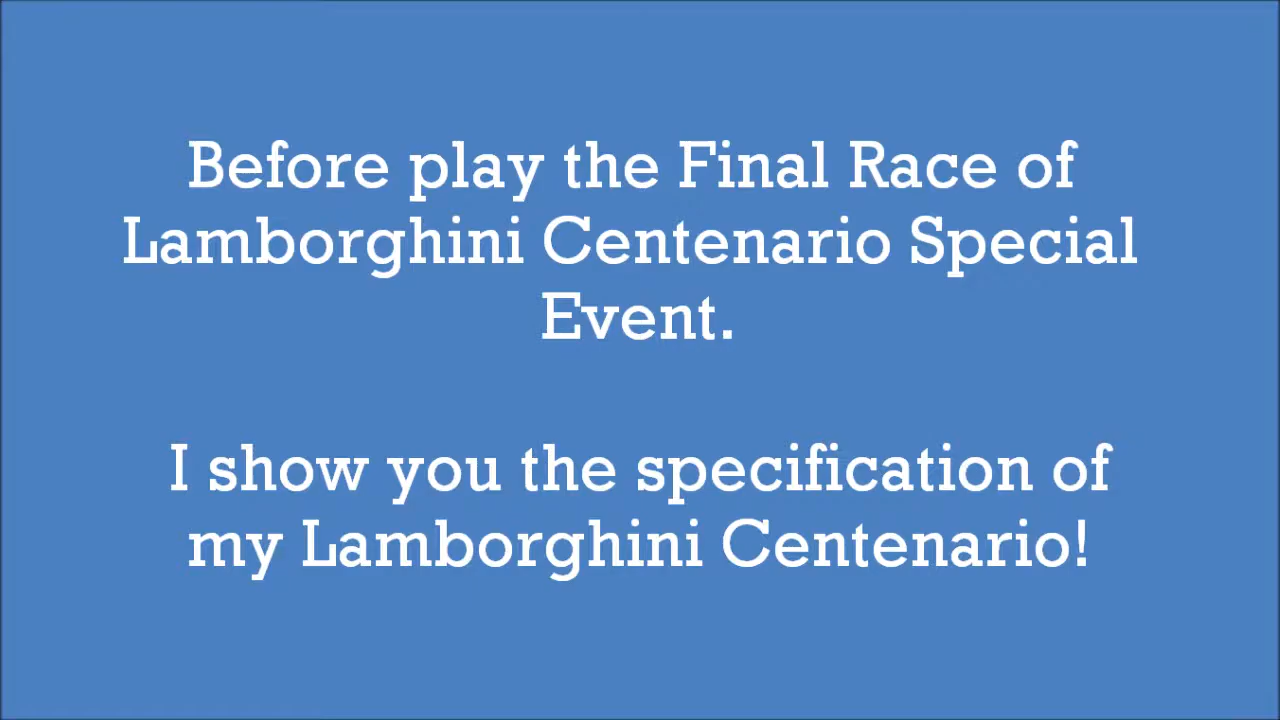 Before play the Final Race of
Lamborghini Centenario Special
Event.
I show you the specification of
my Lamborghini Centenario!